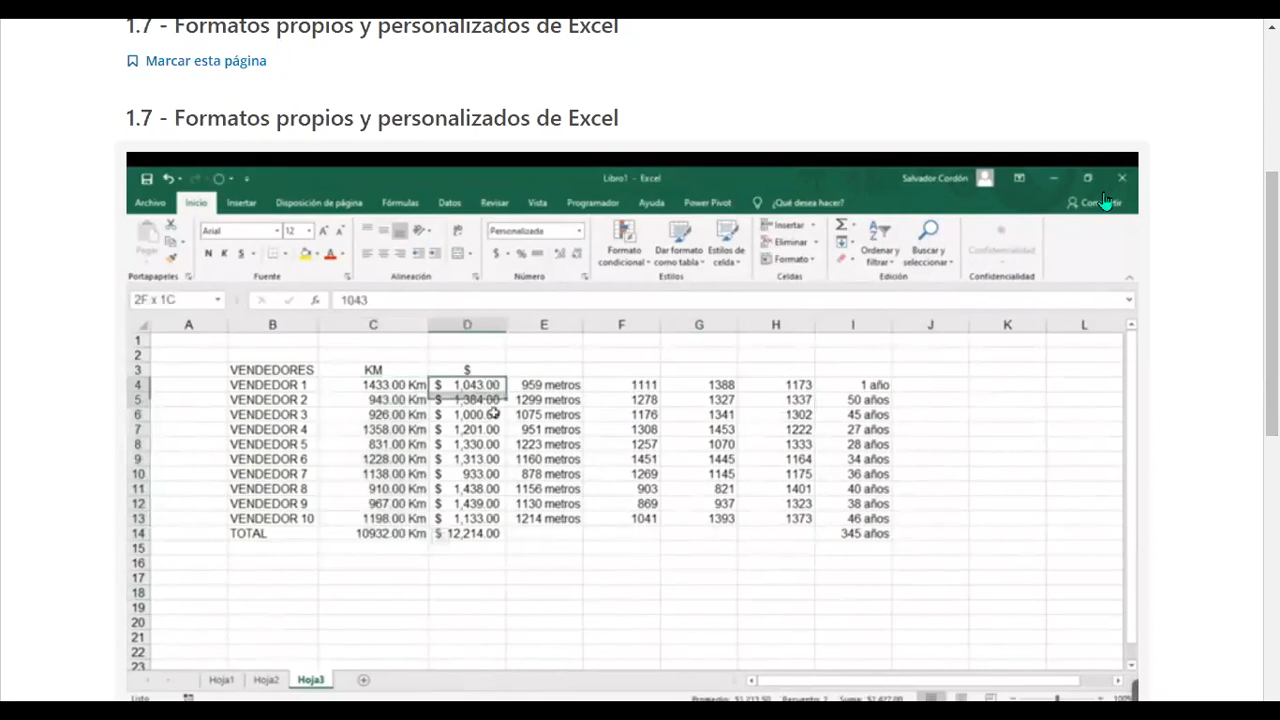 1.7 - Formatos propios y personalizados de Excel
Marcar esta página
1.7 - Formatos propios y personalizados de Excel
Libro1 - Excel
Salvador Cordón
Archivo Inicio Insertar Disposición de página Fórmulas Datos Revisar Vista Programador Ayuda Power Pivot ¿Qué desea hacer? Compartir
Pegar
Arial 12
N K S
Personalizada
$ %
Formato condicional
Dar formato como tabla
Estilos de celda
Insertar
Eliminar
Formato
Ordenar y filtrar
Buscar y seleccionar
Confidencialidad
Portapapeles Fuente Alineación Número Estilos Celdas Edición Confidencialidad
2F x 1C fx 1043
A B C D E F G H I J K L
1
2
3 VENDEDORES KM $
4 VENDEDOR 1 1433.00 Km $ 1,043.00 959 metros 1111 1388 1173 1 año
5 VENDEDOR 2 943.00 Km $ 1,384.00 1299 metros 1278 1327 1337 50 años
6 VENDEDOR 3 926.00 Km $ 1,000.6 1075 metros 1176 1341 1302 45 años
7 VENDEDOR 4 1358.00 Km $ 1,201.00 951 metros 1308 1453 1222 27 años
8 VENDEDOR 5 831.00 Km $ 1,330.00 1223 metros 1257 1070 1333 28 años
9 VENDEDOR 6 1228.00 Km $ 1,313.00 1160 metros 1451 1445 1164 34 años
10 VENDEDOR 7 1138.00 Km $ 933.00 878 metros 1269 1145 1175 36 años
11 VENDEDOR 8 910.00 Km $ 1,438.00 1156 metros 903 821 1401 40 años
12 VENDEDOR 9 967.00 Km $ 1,439.00 1130 metros 869 937 1323 38 años
13 VENDEDOR 10 1198.00 Km $ 1,133.00 1214 metros 1041 1393 1373 46 años
14 TOTAL 10932.00 Km $ 12,214.00 345 años
15
16
17
18
19
20
21
22
23
Hoja1 Hoja2 Hoja3